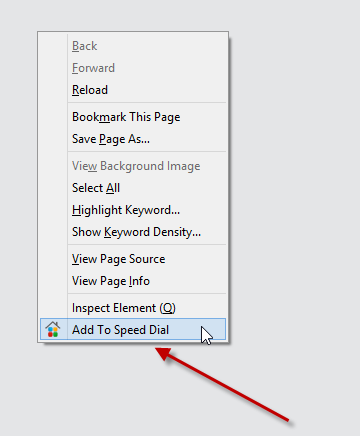 Back
Forward
Reload
Bookmark This Page
Save Page As...
View Background Image
Select All
Highlight Keyword...
Show Keyword Density...
View Page Source
View Page Info
Inspect Element (Q)
Add To Speed Dial